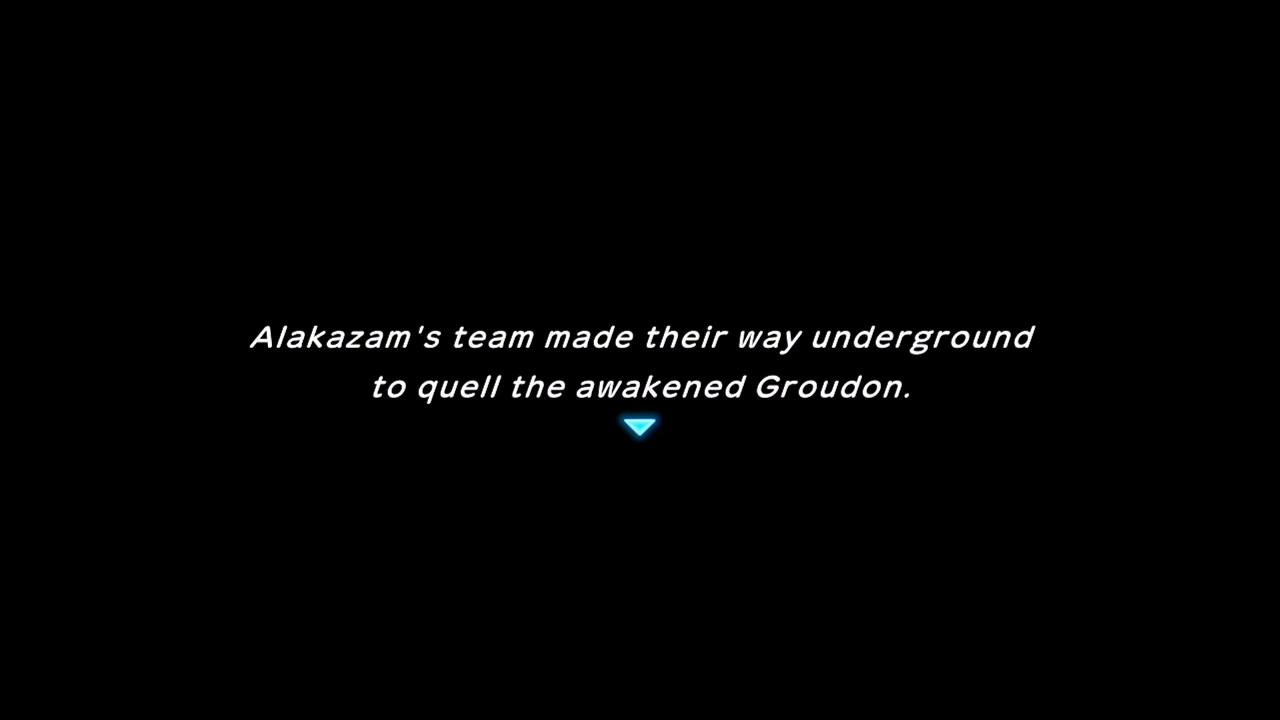 Alakazam's team made their way underground
to quell the awakened Groudon.